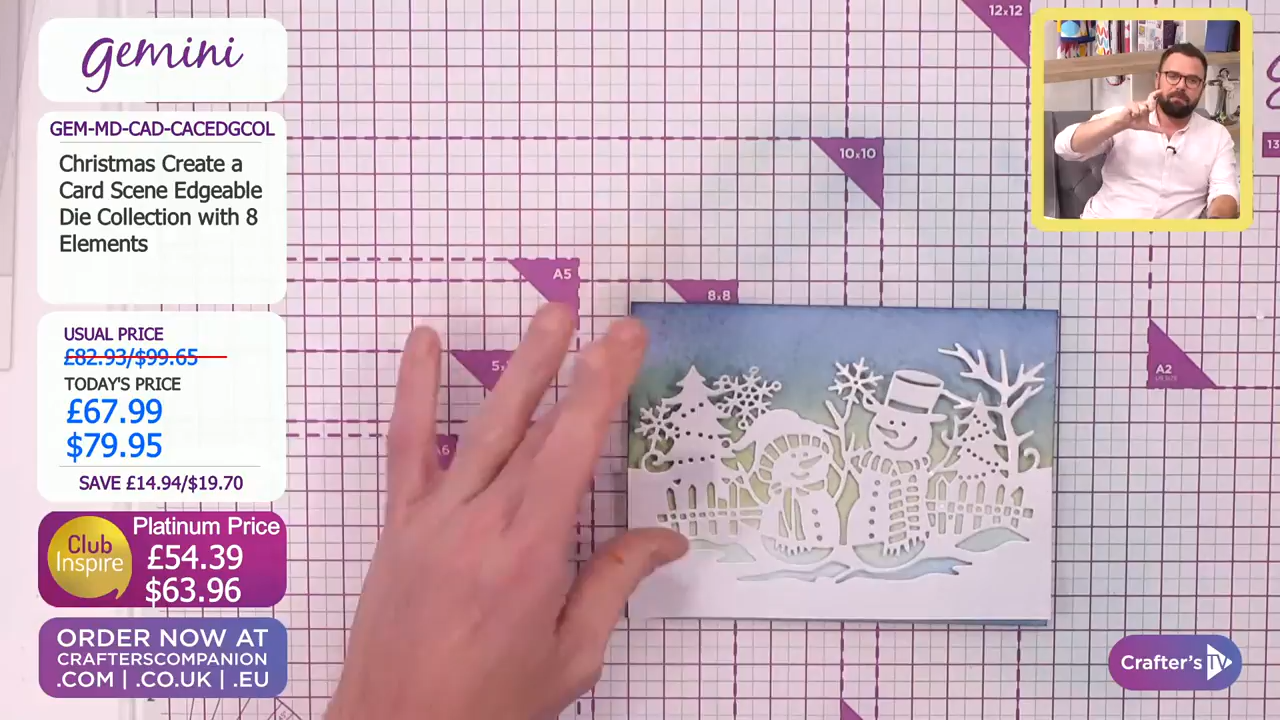 gemini
GEM-MD-CAD-CACEDGCOL
Christmas Create a
Card Scene Edgeable
Die Collection with 8
Elements
USUAL PRICE
£82.93/$99.65
TODAY'S PRICE
£67.99
$79.95
SAVE £14.94/$19.70
Club
Inspire
Platinum Price
£54.39
$63.96
ORDER NOW AT
CRAFTERSCOMPANION
.COM | .CO.UK | .EU
12x12
10x10
A5
8x8
A2
Crafter's TV